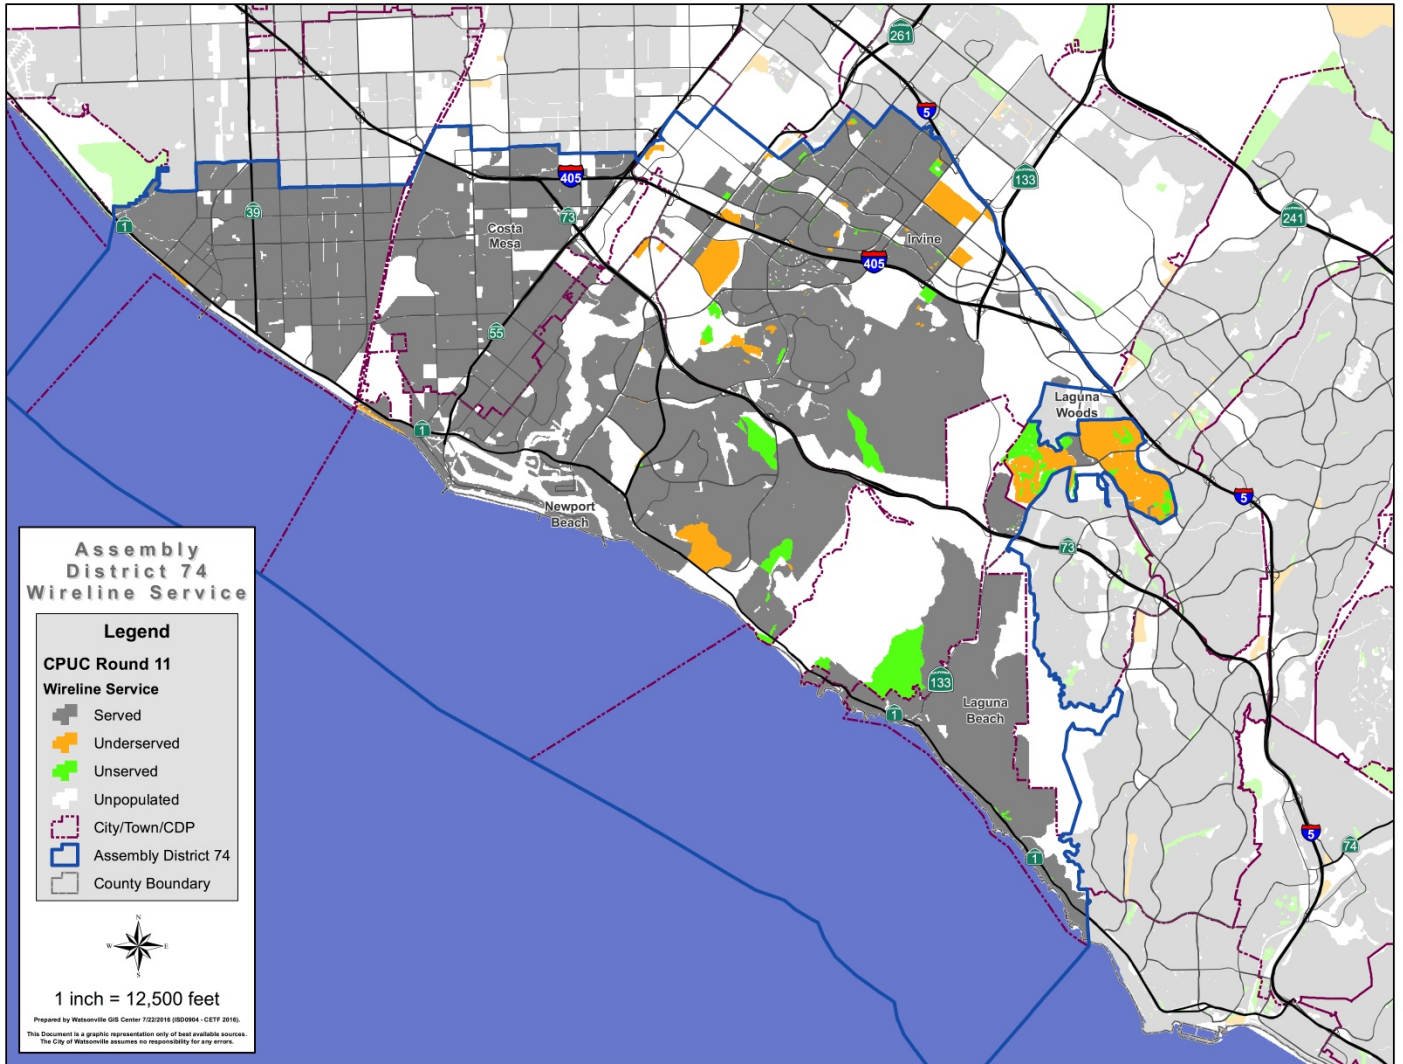 261
5
133
241
405
39
1
73
Costa
Mesa
Irvine
405
55
Laguna
Woods
1
5
Newport
Beach
73
133
Laguna
Beach
1
5
74
1
Assembly
District 74
Wireline Service
Legend
CPUC Round 11
Wireline Service
Served
Underserved
Unserved
Unpopulated
City/Town/CDP
Assembly District 74
County Boundary
N
W E
S
1 inch = 12,500 feet
Prepared by Watsonville GIS Center 7/22/2016 (ISD0904 - CETF 2016).
This Document is a graphic representation only of best available sources.
The City of Watsonville assumes no responsibility for any errors.